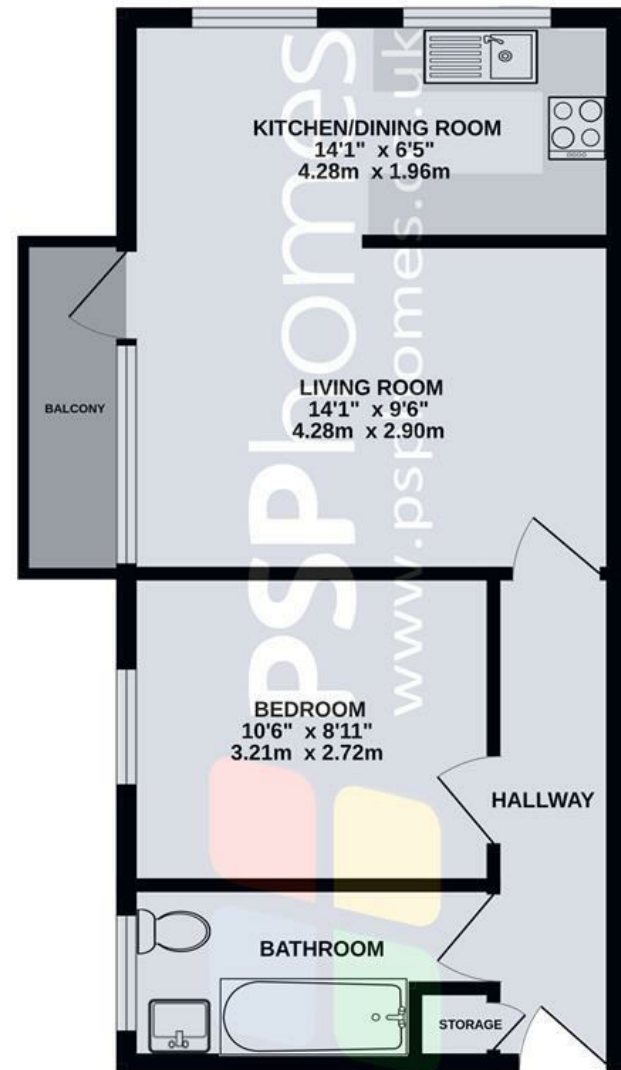 KITCHEN/DINING ROOM
14'1" x 6'5"
4.28m x 1.96m
LIVING ROOM
14'1" x 9'6"
4.28m x 2.90m
BALCONY
BEDROOM
10'6" x 8'11"
3.21m x 2.72m
HALLWAY
BATHROOM
STORAGE
PSPhomes
www.psphomes.co.uk